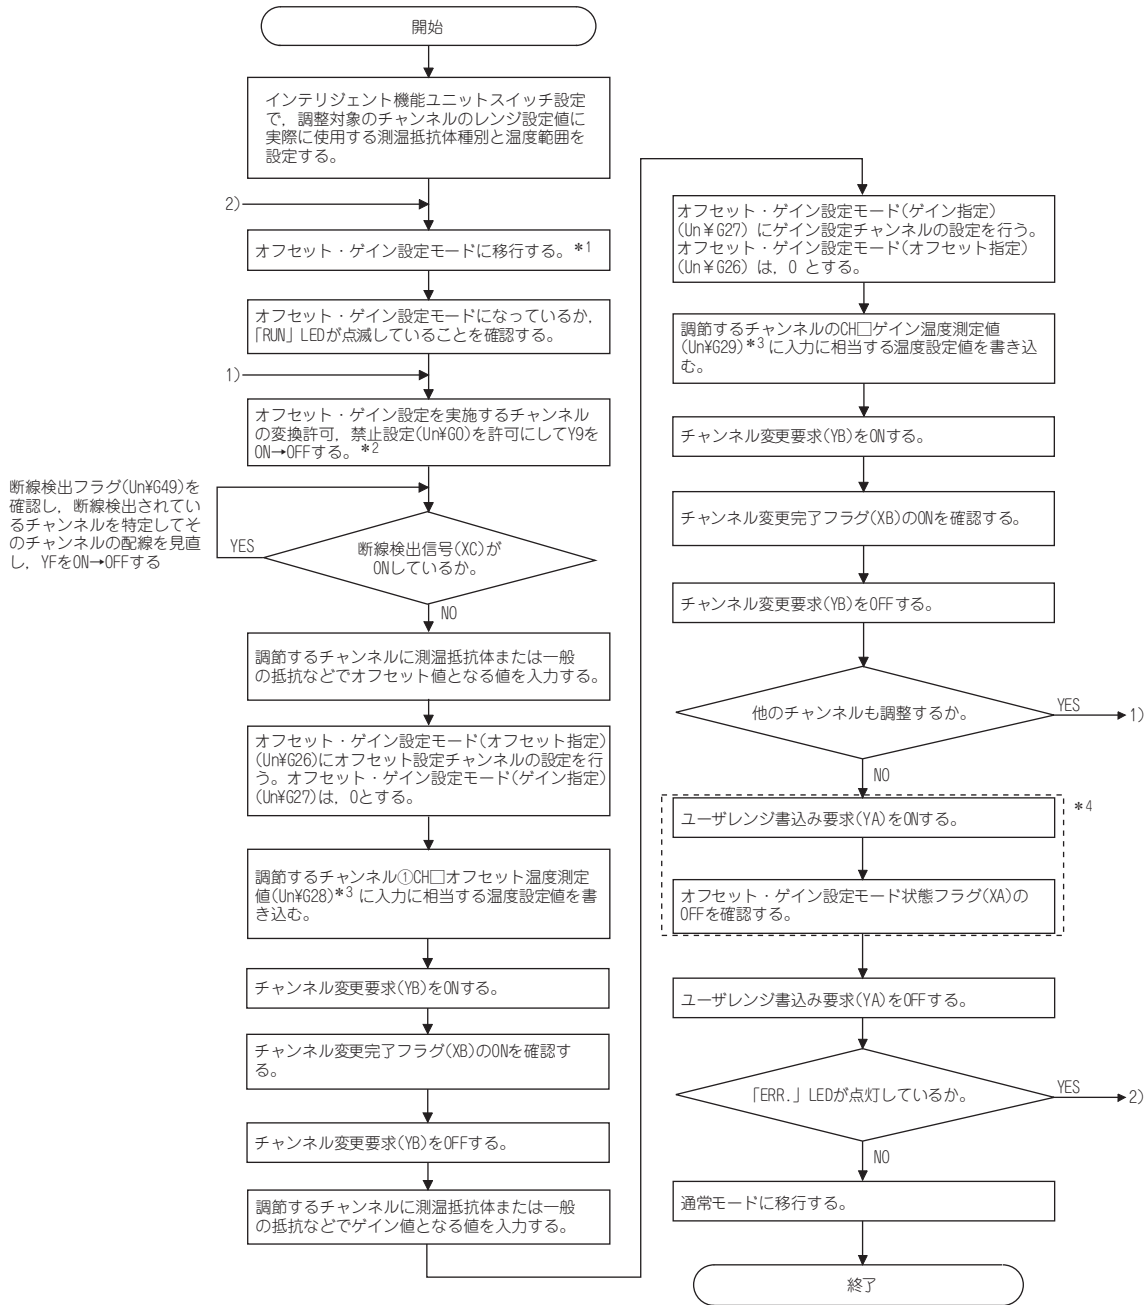 開始
インテリジェント機能ユニットスイッチ設定
で，調整対象のチャンネルのレンジ設定値に
実際に使用する測温抵抗体種別と温度範囲を
設定する。
2)
オフセット・ゲイン設定モードに移行する。*1
オフセット・ゲイン設定モードになっているか，
「RUN」LEDが点滅していることを確認する。
1)
オフセット・ゲイン設定を実施するチャンネル
の変換許可，禁止設定(Un¥G0)を許可にしてY9を
ON→OFFする。*2
断線検出フラグ(Un¥G49)を
確認し，断線検出されてい
るチャンネルを特定してそ
のチャンネルの配線を見直
し，YFをON→OFFする
YES
断線検出信号(XC)が
ONしているか。
NO
調節するチャンネルに測温抵抗体または一般
の抵抗などでオフセット値となる値を入力する。
オフセット・ゲイン設定モード(オフセット指定)
(Un¥G26)にオフセット設定チャンネルの設定を行
う。オフセット・ゲイン設定モード(ゲイン指定)
(Un¥G27)は，0とする。
調節するチャンネル①CH□オフセット温度測定
値(Un¥G28)*3 に入力に相当する温度設定値を書
き込む。
チャンネル変更要求(YB)をONする。
チャンネル変更完了フラグ(XB)のONを確認す
る。
チャンネル変更要求(YB)をOFFする。
調節するチャンネルに測温抵抗体または一般
の抵抗などでゲイン値となる値を入力する。
オフセット・ゲイン設定モード(ゲイン指定)
(Un¥G27) にゲイン設定チャンネルの設定を行う。
オフセット・ゲイン設定モード(オフセット指定)
(Un¥G26) は，0 とする。
調節するチャンネルのCH□ゲイン温度測定値
(Un¥G29)*3 に入力に相当する温度設定値を書き込
む。
チャンネル変更要求(YB)をONする。
チャンネル変更完了フラグ(XB)のONを確認する。
チャンネル変更要求(YB)をOFFする。
他のチャンネルも調整するか。
YES
1)
NO
*4
ユーザレンジ書込み要求(YA)をONする。
オフセット・ゲイン設定モード状態フラグ(XA)の
OFFを確認する。
ユーザレンジ書込み要求(YA)をOFFする。
「ERR.」LEDが点灯しているか。
YES
2)
NO
通常モードに移行する。
終了